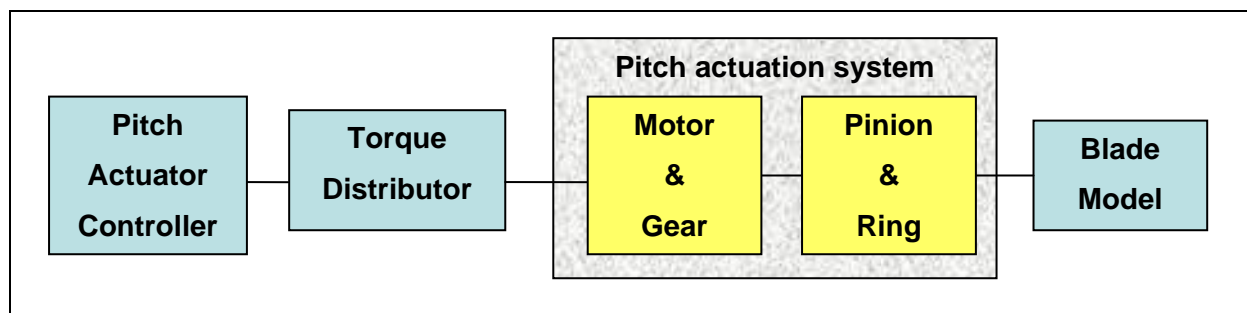 Pitch actuation system
Pitch
Actuator
Controller
Torque
Distributor
Motor
&
Gear
Pinion
&
Ring
Blade
Model